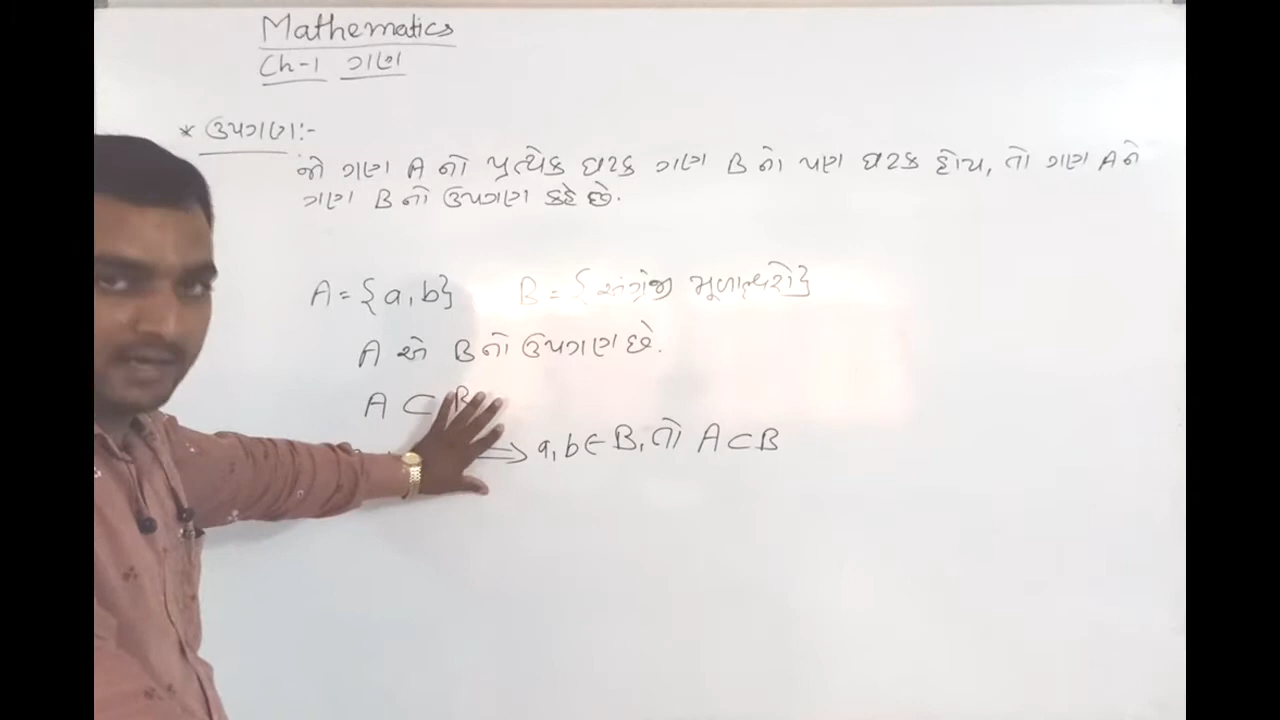 Mathematics
Ch-1 ગણ
* ઉપગણ:-
જો ગણ A નો પ્રત્યેક ઘટક ગણ B નો પણ ઘટક હોય, તો ગણ A ને
ગણ B નો ઉપગણ કહે છે.
A = {a, b} B = {અંગ્રેજી મૂળાક્ષરો}
A એ B નો ઉપગણ છે.
A ⊂ B
⇒ a, b ∈ B, તો A ⊂ B